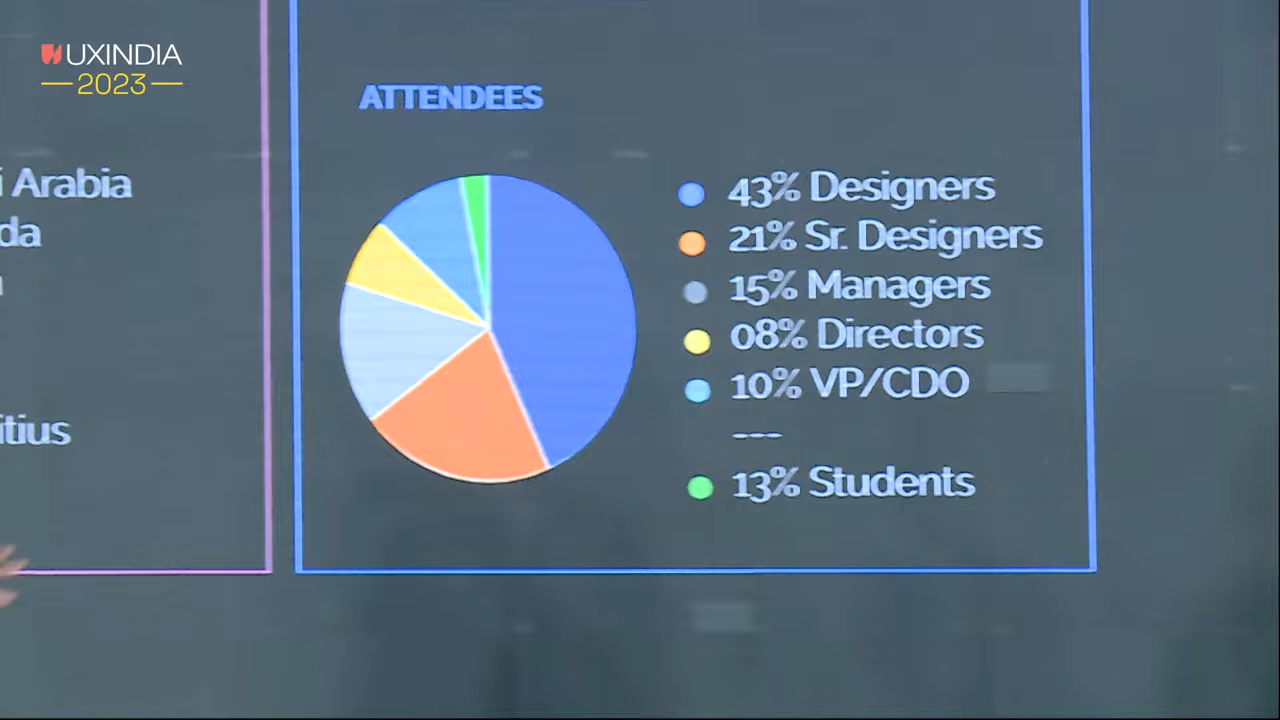 UXINDIA
2023
i Arabia
da
itius
ATTENDEES
43% Designers
21% Sr. Designers
15% Managers
08% Directors
10% VP/CDO
---
13% Students